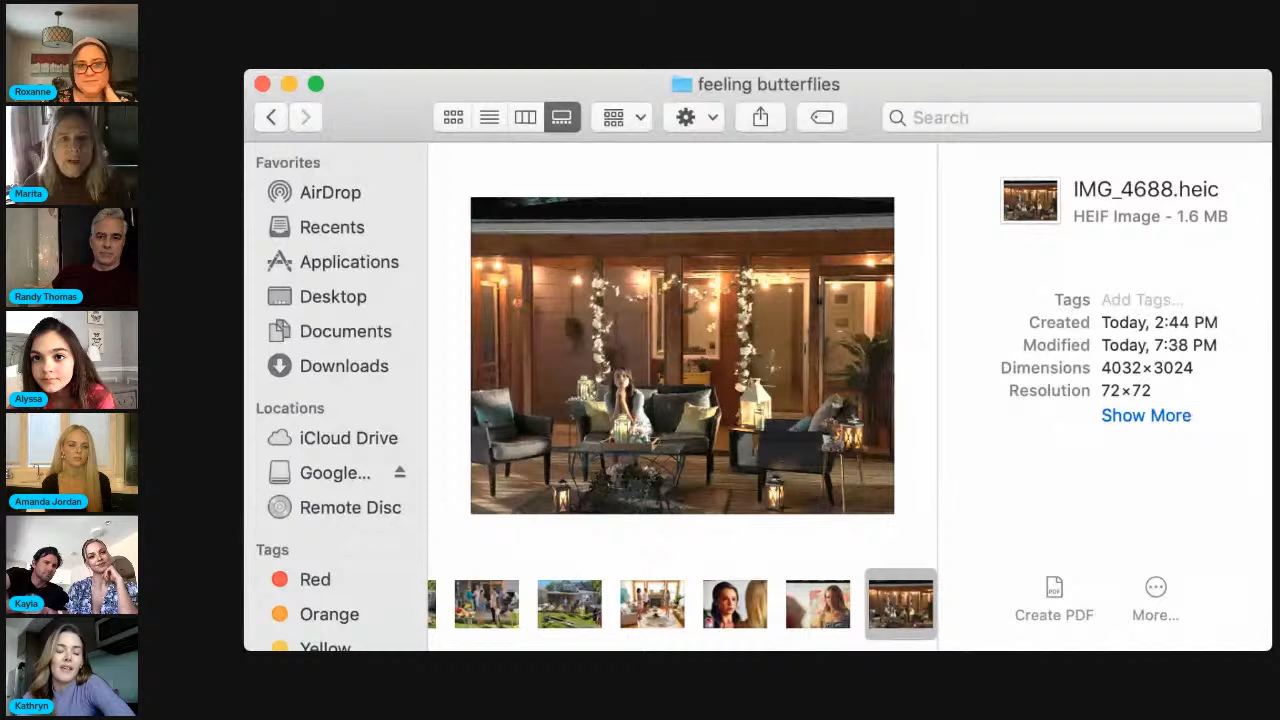 Roxanne
Marita
Randy Thomas
Alyssa
Amanda Jordan
Kayla
Kathryn
feeling butterflies
Search
Favorites
AirDrop
Recents
Applications
Desktop
Documents
Downloads
Locations
iCloud Drive
Google...
Remote Disc
Tags
Red
Orange
Yellow
IMG_4688.heic
HEIF Image - 1.6 MB
Tags Add Tags...
Created Today, 2:44 PM
Modified Today, 7:38 PM
Dimensions 4032×3024
Resolution 72×72
Show More
PDF
Create PDF
More...